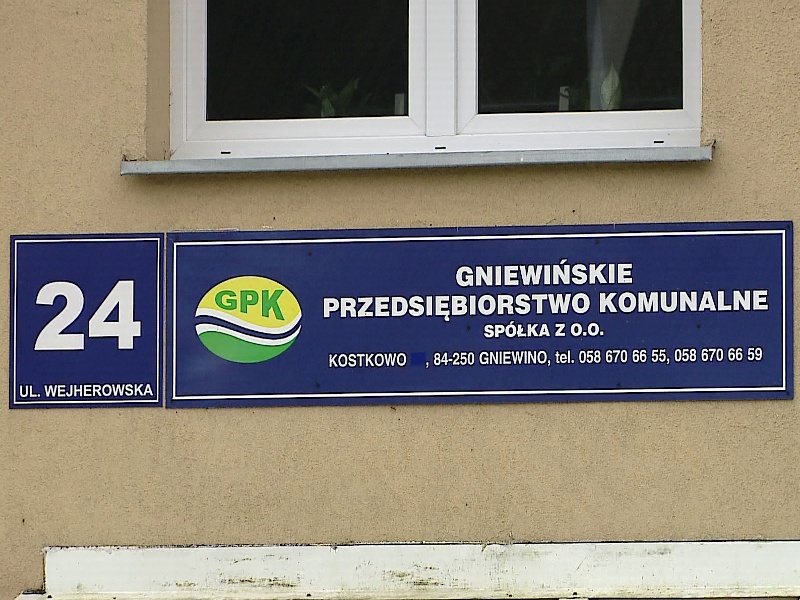 24
UL. WEJHEROWSKA
GPK
GNIEWIŃSKIE
PRZEDSIĘBIORSTWO KOMUNALNE
SPÓŁKA Z O.O.
KOSTKOWO , 84-250 GNIEWINO, tel. 058 670 66 55, 058 670 66 59